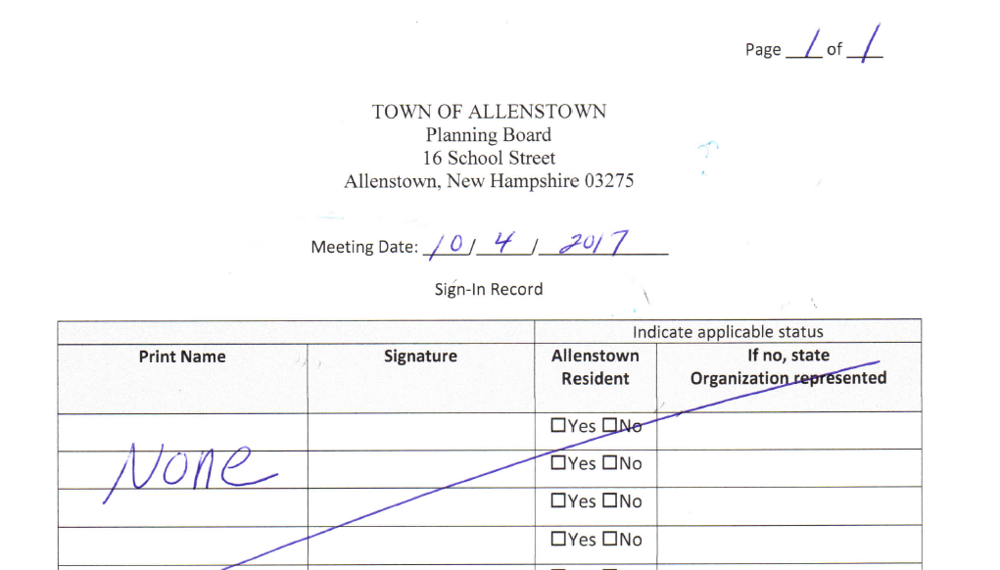 Page 1 of 1
TOWN OF ALLENSTOWN
Planning Board
16 School Street
Allenstown, New Hampshire 03275
Meeting Date: 10 / 4 / 2017
Sign-In Record
Indicate applicable status
Print Name Signature Allenstown Resident If no, state Organization represented
☐Yes ☐No
None ☐Yes ☐No
☐Yes ☐No
☐Yes ☐No